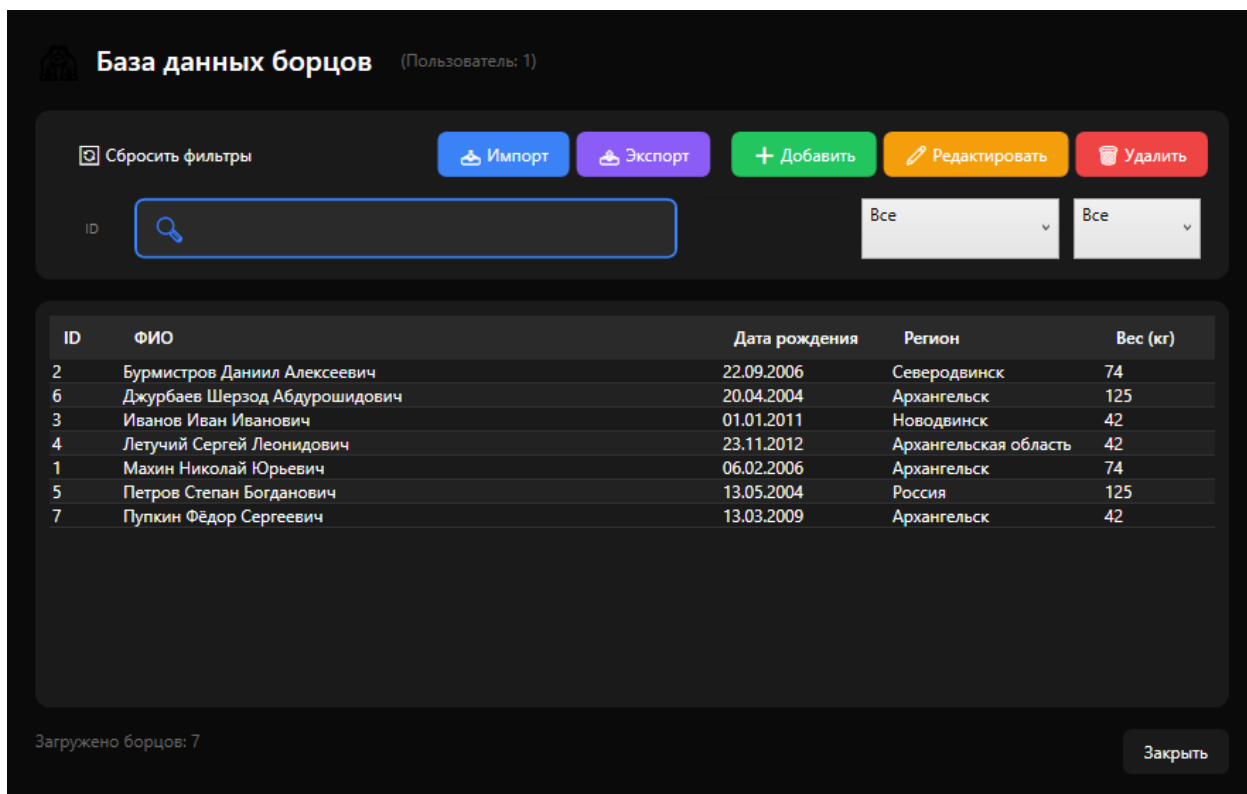 База данных борцов (Пользователь: 1)
Сбросить фильтры Импорт Экспорт Добавить Редактировать Удалить
ID Все Все
ID ФИО Дата рождения Регион Вес (кг)
2 Бурмистров Даниил Алексеевич 22.09.2006 Северодвинск 74
6 Джурбаев Шерзод Абдурошидович 20.04.2004 Архангельск 125
3 Иванов Иван Иванович 01.01.2011 Новодвинск 42
4 Летучий Сергей Леонидович 23.11.2012 Архангельская область 42
1 Махин Николай Юрьевич 06.02.2006 Архангельск 74
5 Петров Степан Богданович 13.05.2004 Россия 125
7 Пупкин Фёдор Сергеевич 13.03.2009 Архангельск 42
Загружено борцов: 7
Закрыть